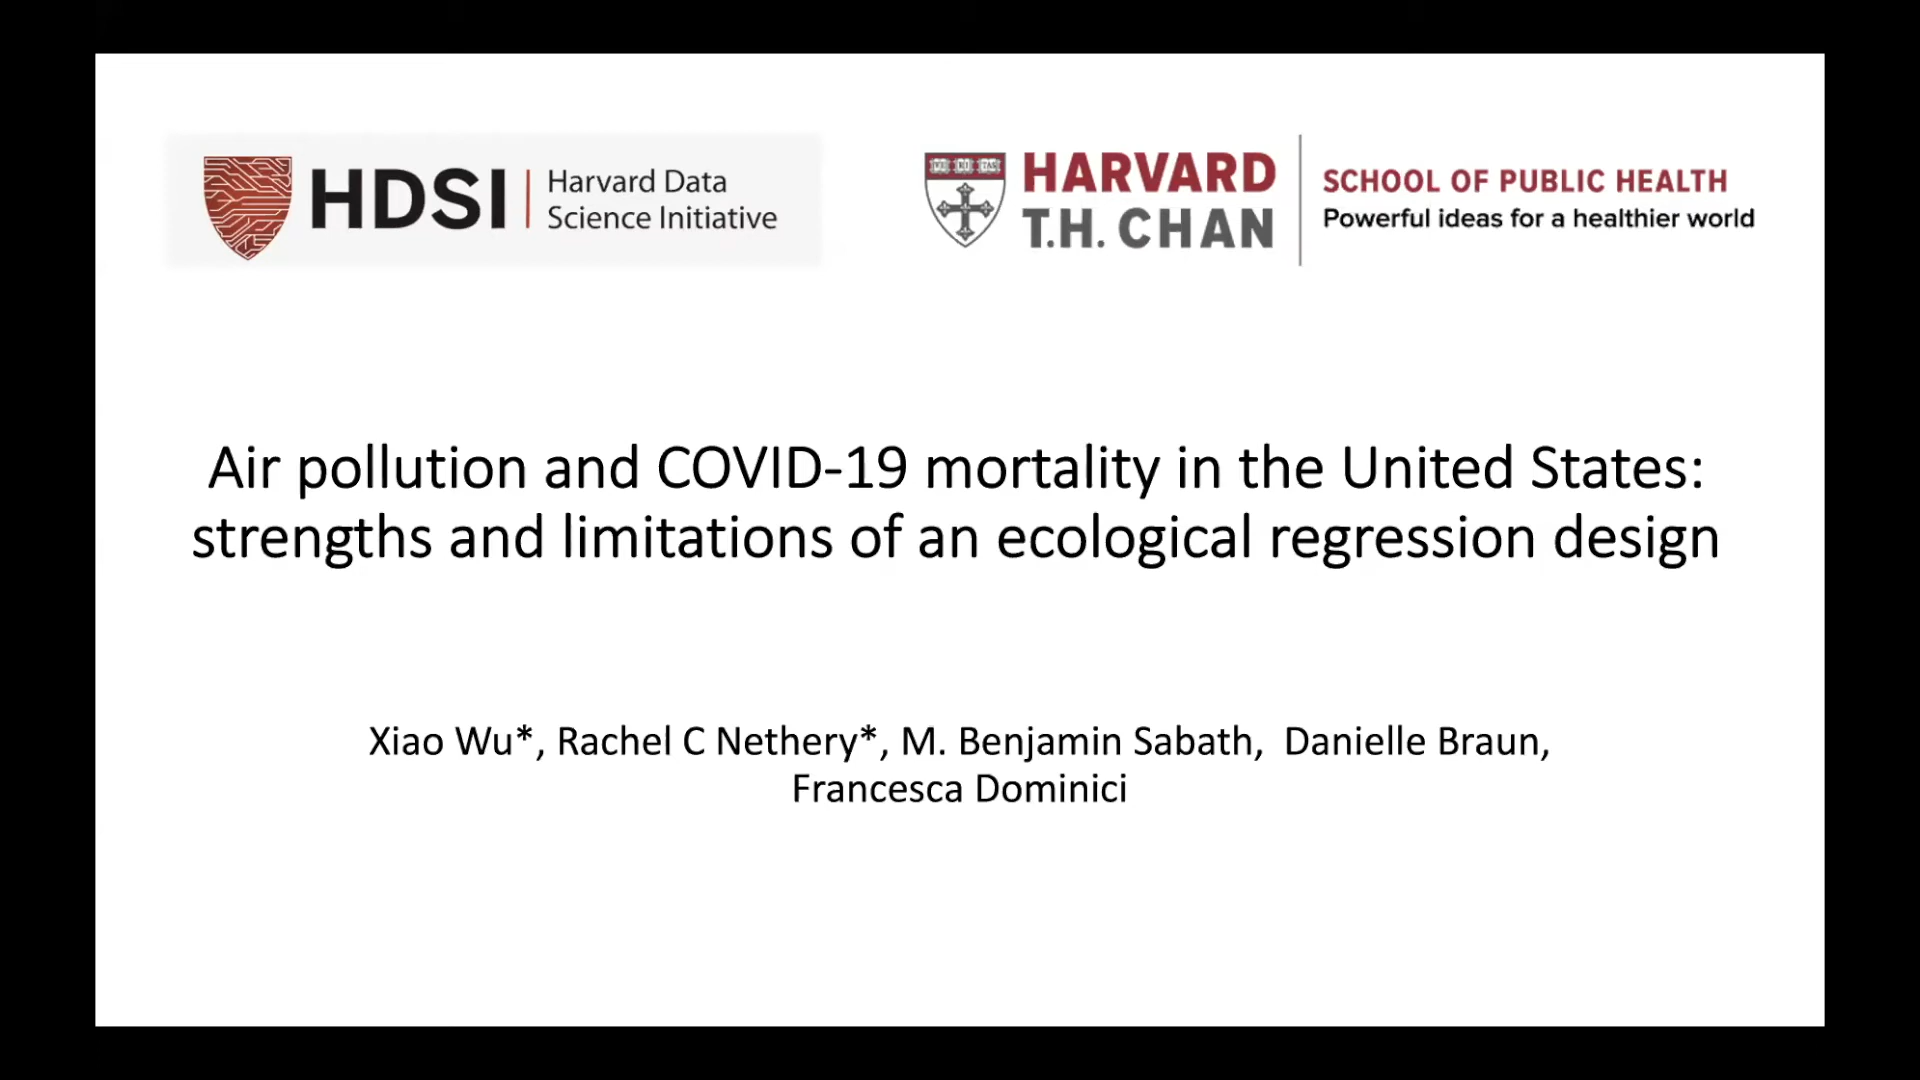 HDSI
Harvard Data
Science Initiative
HARVARD
T.H. CHAN
SCHOOL OF PUBLIC HEALTH
Powerful ideas for a healthier world
Air pollution and COVID-19 mortality in the United States:
strengths and limitations of an ecological regression design
Xiao Wu*, Rachel C Nethery*, M. Benjamin Sabath, Danielle Braun,
Francesca Dominici